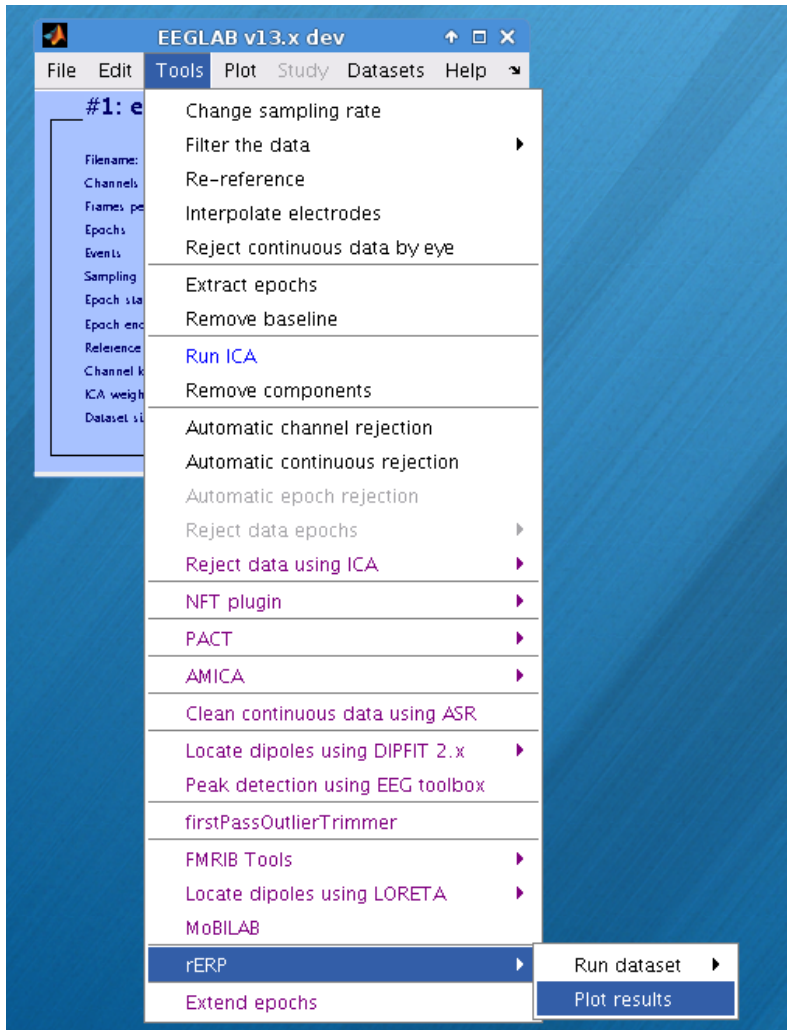 EEGLAB v13.x dev
File Edit Tools Plot Study Datasets Help
#1: e
Filename:
Channels
Frames pe
Epochs
Events
Sampling
Epoch sta
Epoch end
Reference
Channel k
ICA weigh
Dataset si
Change sampling rate
Filter the data
Re-reference
Interpolate electrodes
Reject continuous data by eye
Extract epochs
Remove baseline
Run ICA
Remove components
Automatic channel rejection
Automatic continuous rejection
Automatic epoch rejection
Reject data epochs
Reject data using ICA
NFT plugin
PACT
AMICA
Clean continuous data using ASR
Locate dipoles using DIPFIT 2.x
Peak detection using EEG toolbox
firstPassOutlierTrimmer
FMRIB Tools
Locate dipoles using LORETA
MoBILAB
rERP
Extend epochs
Run dataset
Plot results